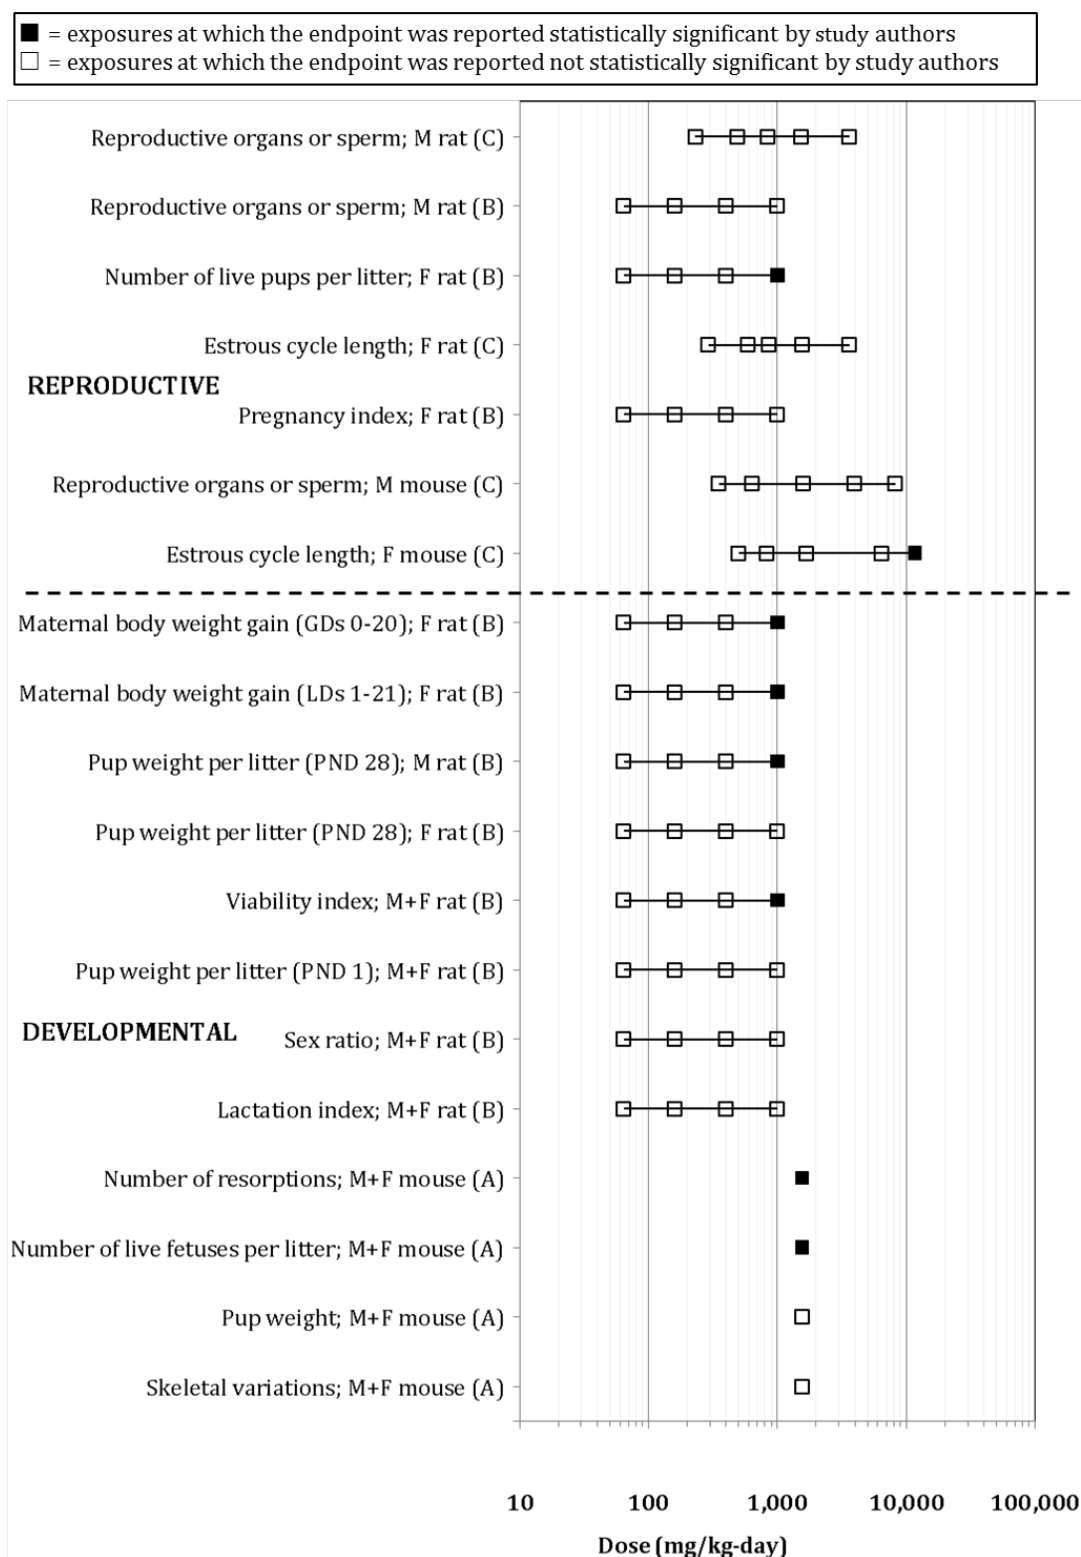 ■ = exposures at which the endpoint was reported statistically significant by study authors
□ = exposures at which the endpoint was reported not statistically significant by study authors
Reproductive organs or sperm; M rat (C)
Reproductive organs or sperm; M rat (B)
Number of live pups per litter; F rat (B)
Estrous cycle length; F rat (C)
REPRODUCTIVE
Pregnancy index; F rat (B)
Reproductive organs or sperm; M mouse (C)
Estrous cycle length; F mouse (C)
Maternal body weight gain (GDs 0-20); F rat (B)
Maternal body weight gain (LDs 1-21); F rat (B)
Pup weight per litter (PND 28); M rat (B)
Pup weight per litter (PND 28); F rat (B)
Viability index; M+F rat (B)
Pup weight per litter (PND 1); M+F rat (B)
DEVELOPMENTAL
Sex ratio; M+F rat (B)
Lactation index; M+F rat (B)
Number of resorptions; M+F mouse (A)
Number of live fetuses per litter; M+F mouse (A)
Pup weight; M+F mouse (A)
Skeletal variations; M+F mouse (A)
10 100 1,000 10,000 100,000
Dose (mg/kg-day)